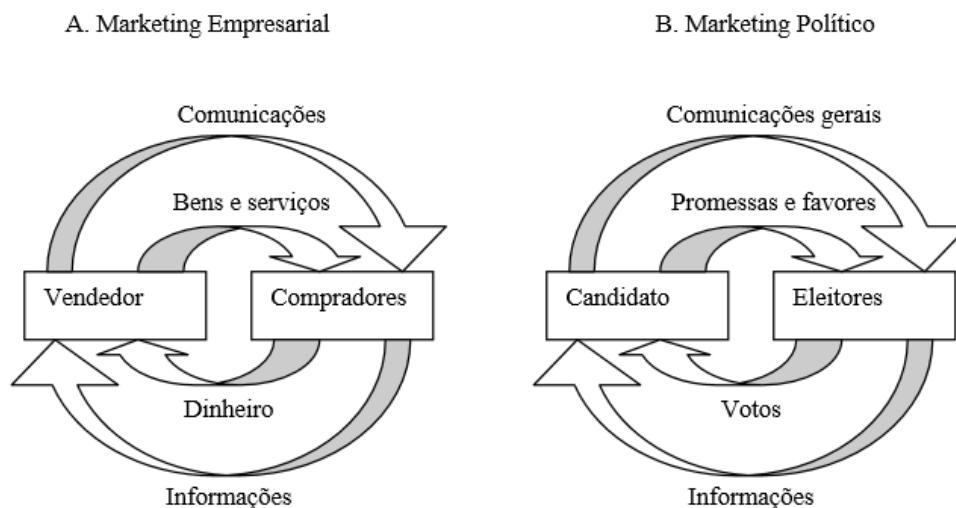 A. Marketing Empresarial
Comunicações
Bens e serviços
Vendedor
Compradores
Dinheiro
Informações
B. Marketing Político
Comunicações gerais
Promessas e favores
Candidato
Eleitores
Votos
Informações